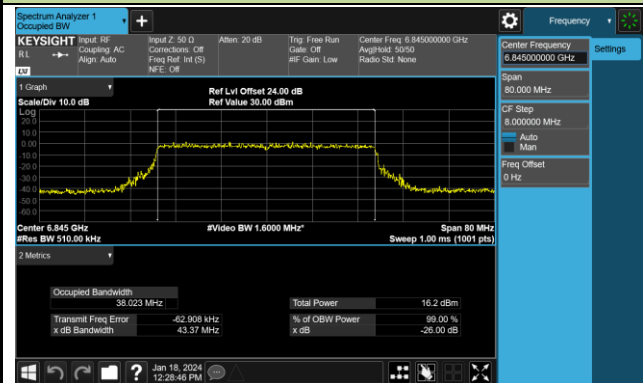 Spectrum Analyzer 1
Occupied BW
Frequency
KEYSIGHT
Input: RF
Coupling: AC
Align: Auto
Input Z: 50 Ω
Corrections: Off
Freq Ref: Int (S)
NFE: Off
Atten: 20 dB
Trig: Free Run
Gate: Off
#IF Gain: Low
Center Freq: 6.845000000 GHz
Avg|Hold: 50/50
Radio Std: None
RL
LXI
Center Frequency
6.845000000 GHz
Settings
Span
80.000 MHz
CF Step
8.000000 MHz
Auto
Man
Freq Offset
0 Hz
1 Graph
Scale/Div 10.0 dB
Ref Lvl Offset 24.00 dB
Ref Value 30.00 dBm
Log
20.0
10.0
0.00
-10.0
-20.0
-30.0
-40.0
-50.0
-60.0
Center 6.845 GHz
#Res BW 510.00 kHz
#Video BW 1.6000 MHz*
Span 80 MHz
Sweep 1.00 ms (1001 pts)
2 Metrics
Occupied Bandwidth
38.023 MHz
Total Power 16.2 dBm
Transmit Freq Error -62.908 kHz
% of OBW Power 99.00 %
x dB Bandwidth 43.37 MHz
x dB -26.00 dB
?
Jan 18, 2024
12:28:46 PM